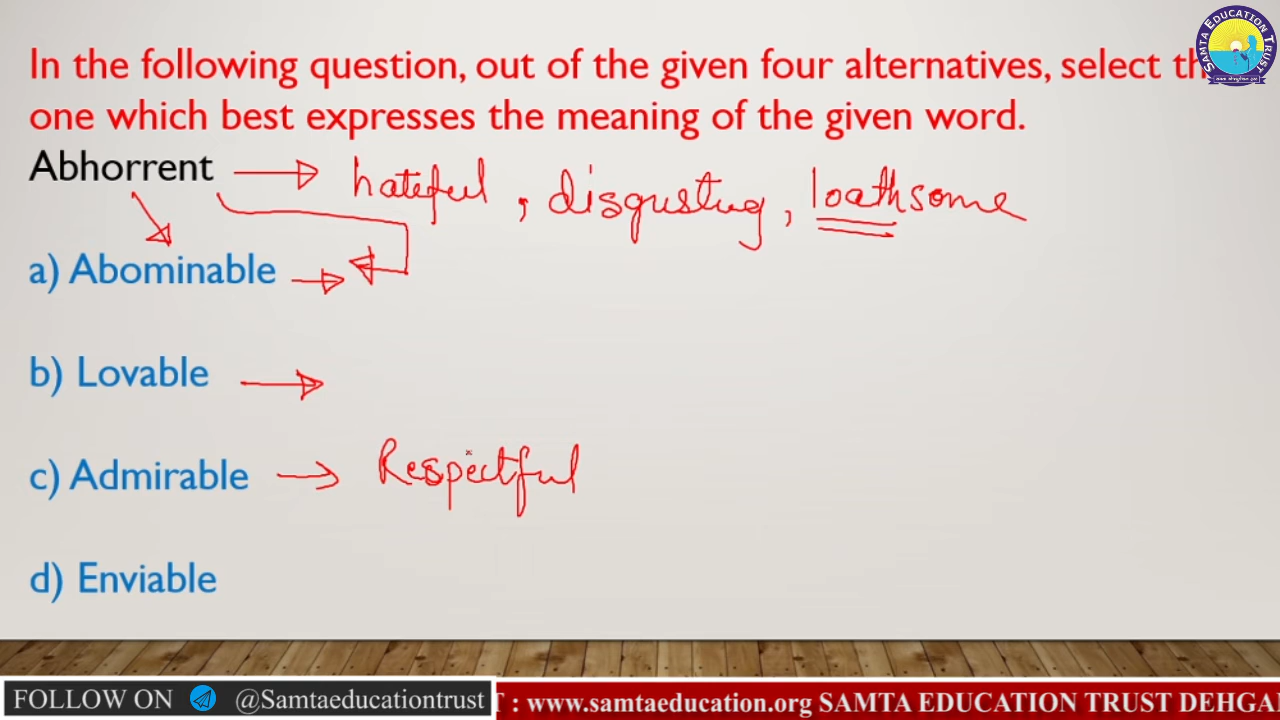 In the following question, out of the given four alternatives, select th
one which best expresses the meaning of the given word.
Abhorrent hateful, disgusting, loathsome
a) Abominable
b) Lovable
c) Admirable Respectful
d) Enviable
SAMTA EDUCATION TRUST
FOLLOW ON @Samtaeducationtrust T : www.samtaeducation.org SAMTA EDUCATION TRUST DEHGA